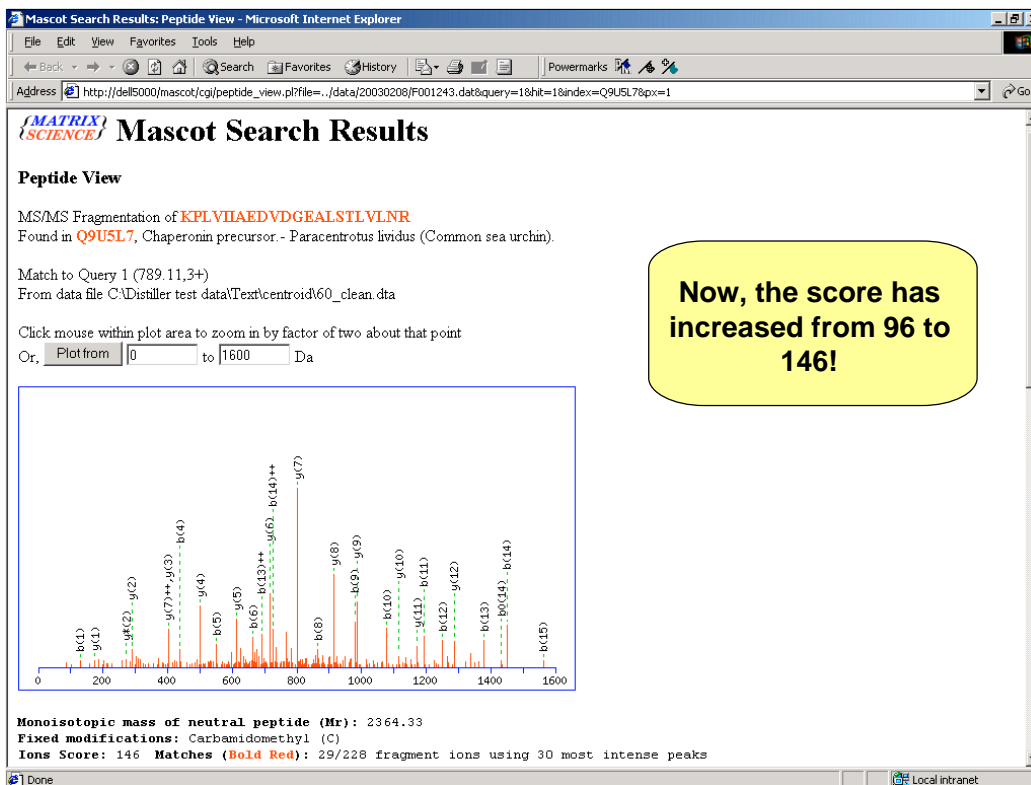 Mascot Search Results: Peptide View - Microsoft Internet Explorer
File Edit View Favorites Tools Help
Back Search Favorites History Powermarks
Address http://dell5000/mascot/cgi/peptide_view.pl?file=../data/20030208/F001243.dat&query=1&hit=1&index=Q9U5L7&px=1 Go
{MATRIX SCIENCE} Mascot Search Results
Peptide View
MS/MS Fragmentation of KPLVIIAEDVDGEALSTLVLNR
Found in Q9U5L7, Chaperonin precursor.- Paracentrotus lividus (Common sea urchin).
Match to Query 1 (789.11,3+)
From data file C:\Distiller test data\Text\centroid\60_clean.dta
Click mouse within plot area to zoom in by factor of two about that point
Or, Plot from 0 to 1600 Da
Now, the score has
increased from 96 to
146!
b(1)
y(1)
y*(2)
y(2)
y(7)++,y(3)
b(4)
y(4)
b(5)
y(5)
b(6)
b(13)++
y(6)
b(14)++
y(7)
b(8)
y(8)
b(9)
y(9)
b(10)
y(10)
y(11)
b(11)
b(12)
y(12)
b(13)
b0(14)
b(14)
b(15)
0 200 400 600 800 1000 1200 1400 1600
Monoisotopic mass of neutral peptide (Mr): 2364.33
Fixed modifications: Carbamidomethyl (C)
Ions Score: 146 Matches (Bold Red): 29/228 fragment ions using 30 most intense peaks
Done Local intranet